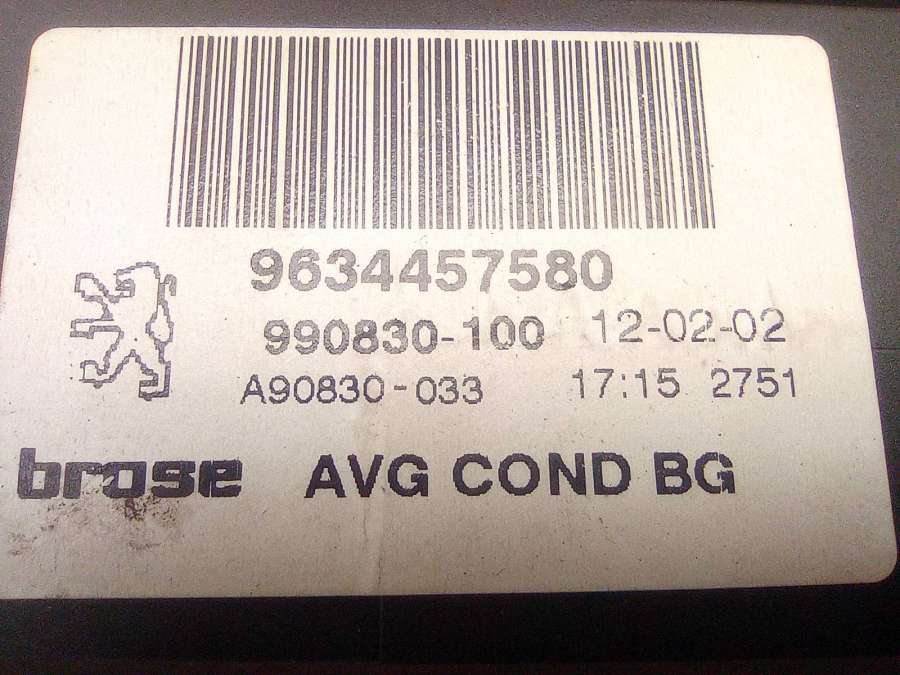 9634457580
990830-100 12-02-02
A90830-033 17:15 2751
brose AVG COND BG